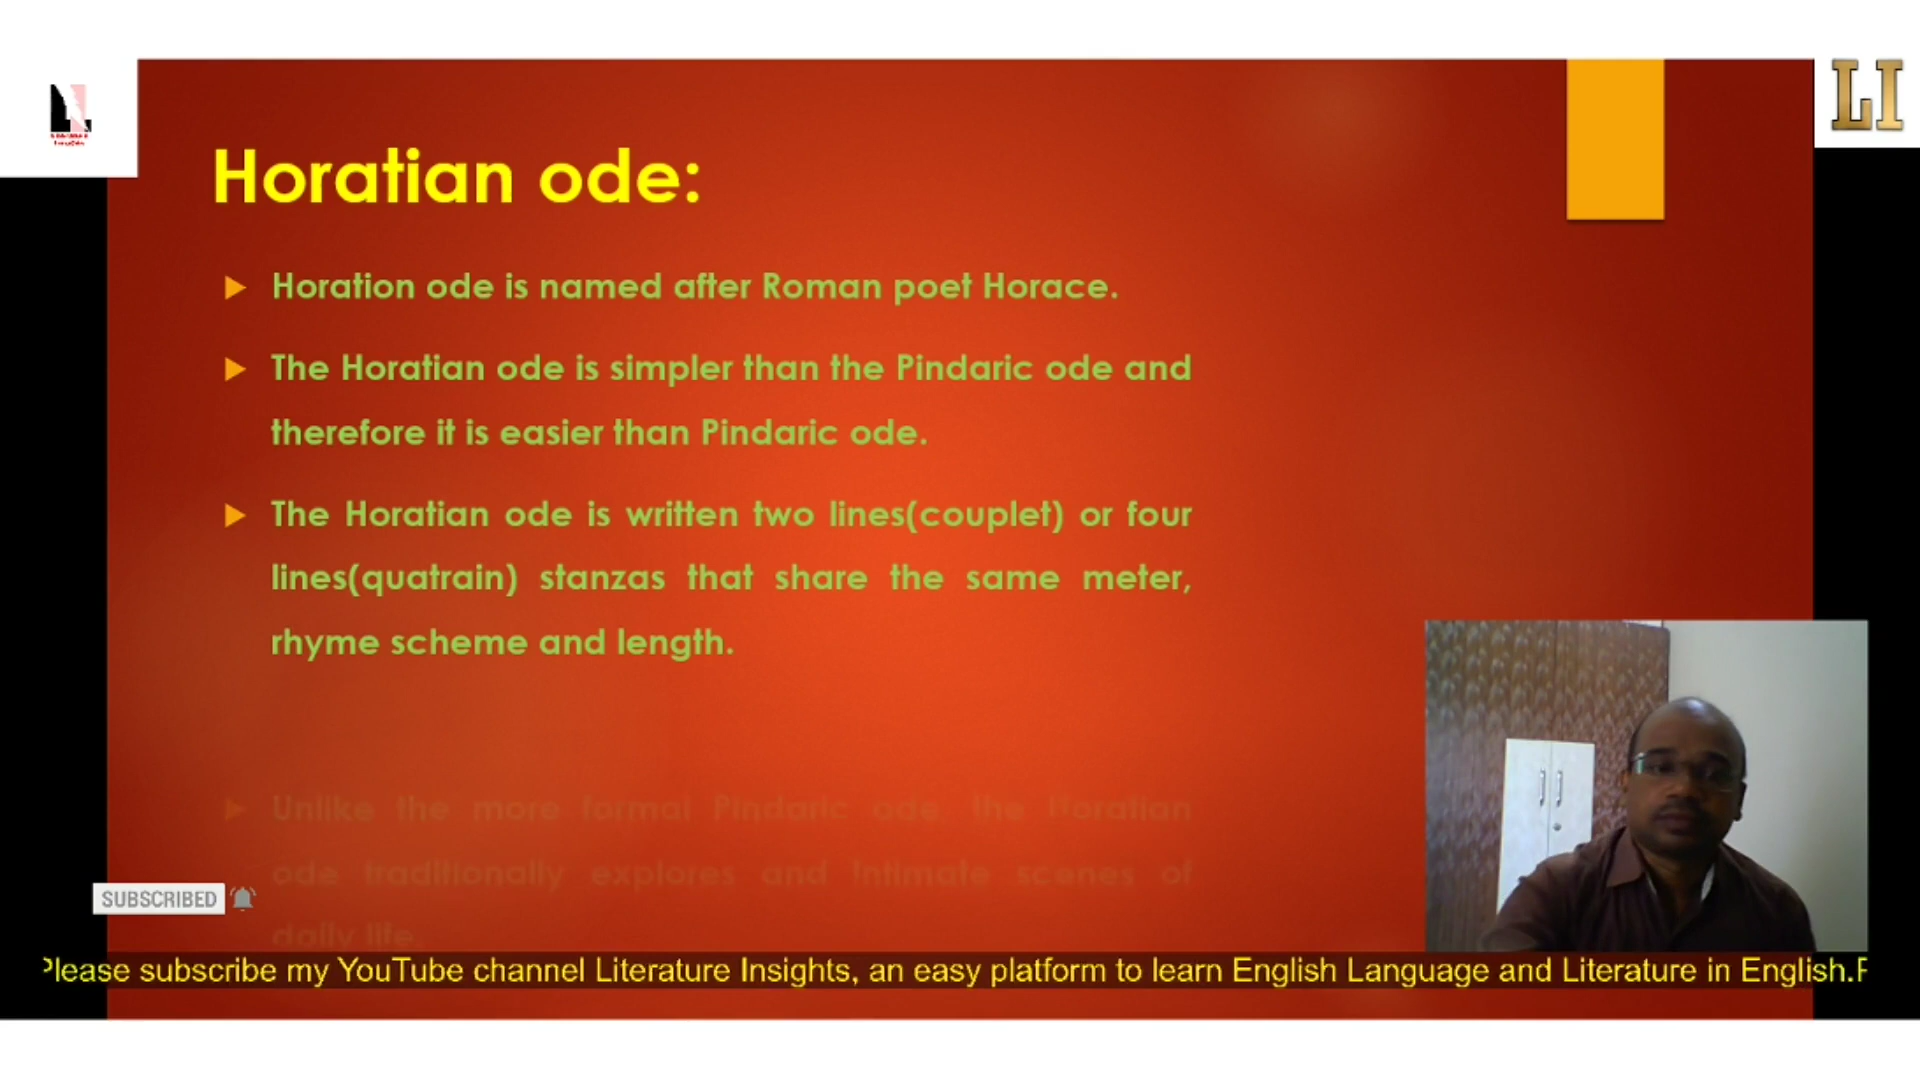 LI
Horatian ode:
Horation ode is named after Roman poet Horace.
The Horatian ode is simpler than the Pindaric ode and
therefore it is easier than Pindaric ode.
The Horatian ode is written two lines(couplet) or four
lines(quatrain) stanzas that share the same meter,
rhyme scheme and length.
Unlike the more formal Pindaric ode, the Horatian
ode traditionally explores and intimate scenes of
daily life.
SUBSCRIBED
Please subscribe my YouTube channel Literature Insights, an easy platform to learn English Language and Literature in English.